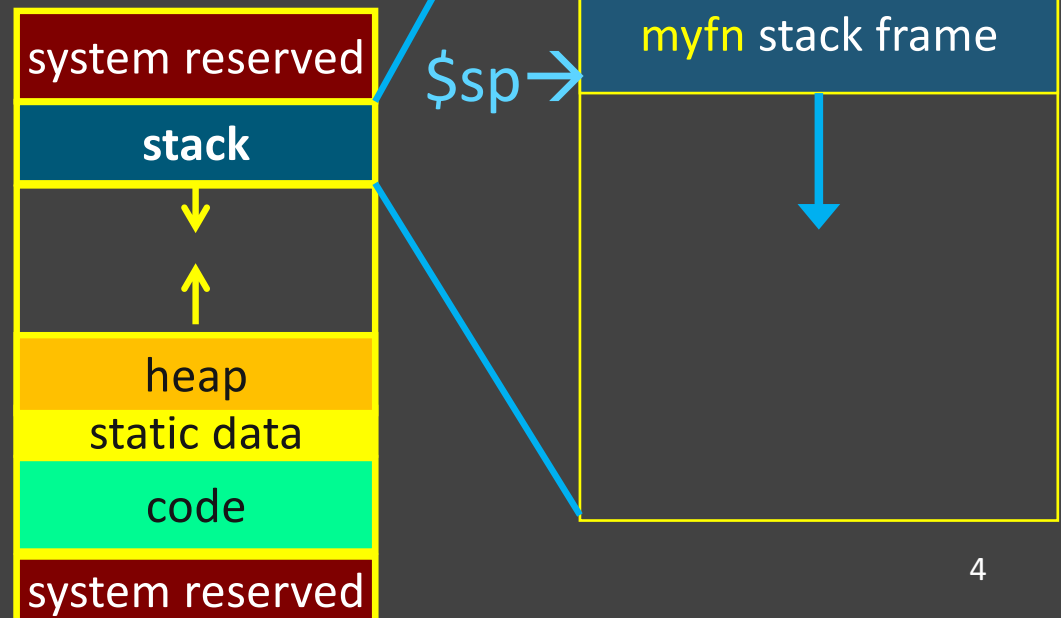 system reserved
stack
heap
static data
code
system reserved
$sp→
myfn stack frame
4